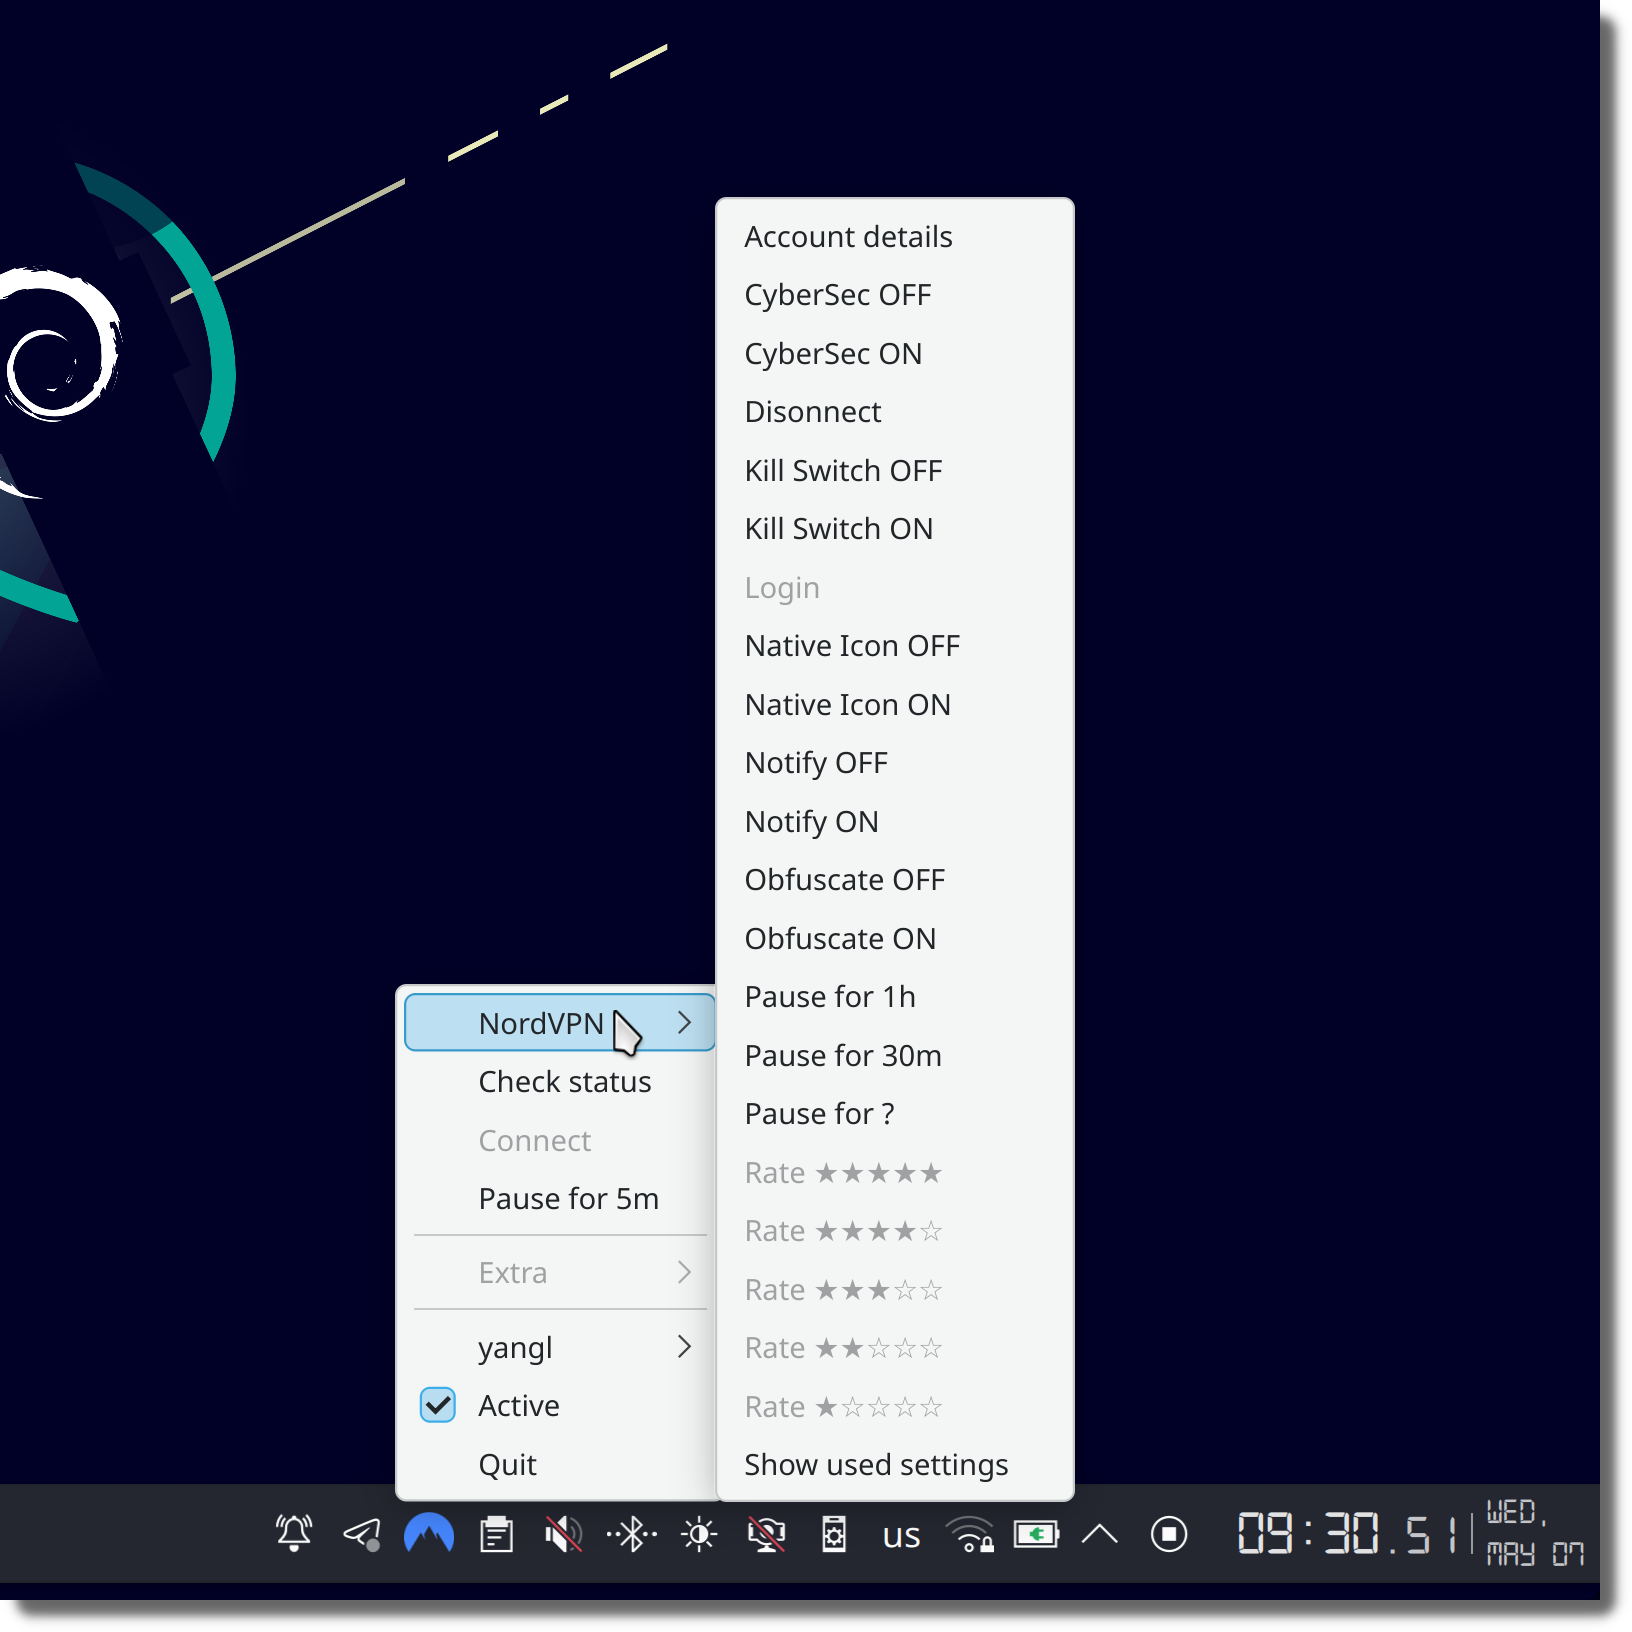 Account details
CyberSec OFF
CyberSec ON
Disonnect
Kill Switch OFF
Kill Switch ON
Login
Native Icon OFF
Native Icon ON
Notify OFF
Notify ON
Obfuscate OFF
Obfuscate ON
Pause for 1h
Pause for 30m
Pause for ?
Rate ★★★★★
Rate ★★★★☆
Rate ★★★☆☆
Rate ★★☆☆☆
Rate ★☆☆☆☆
Show used settings
NordVPN
Check status
Connect
Pause for 5m
Extra
yangl
Active
Quit
us
09:30.51
WED,
MAY 07